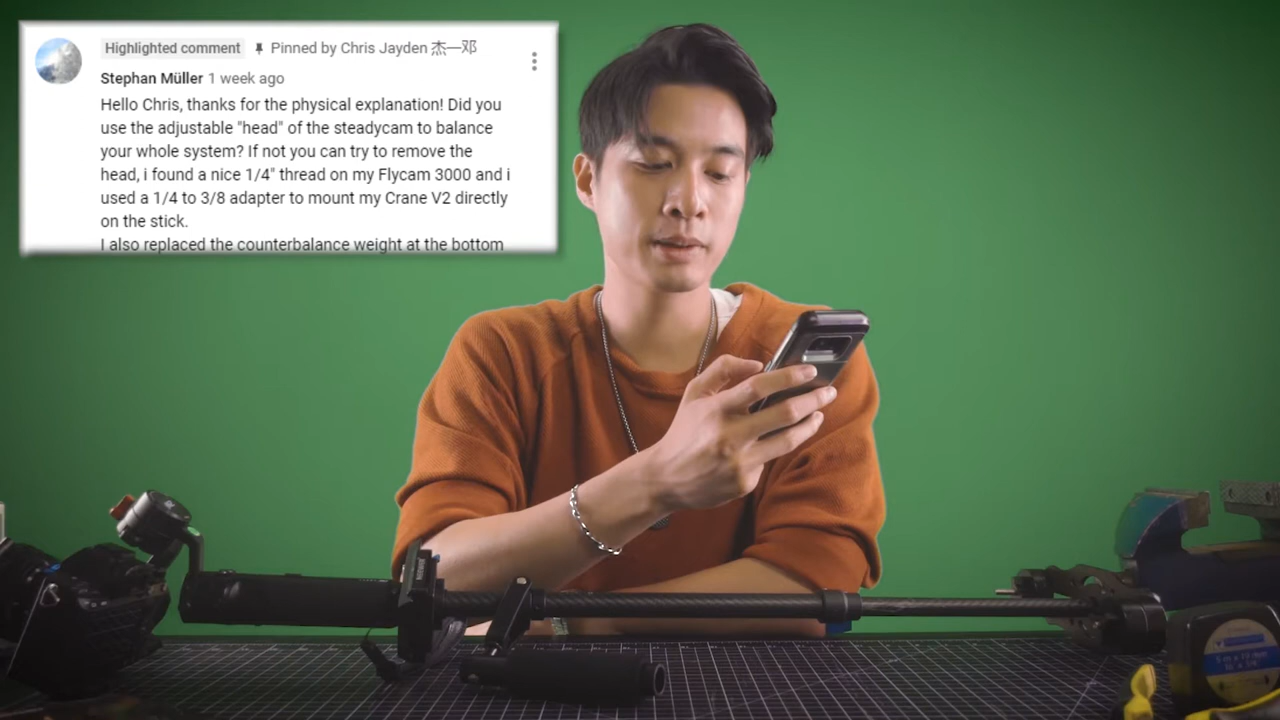 Highlighted comment Pinned by Chris Jayden 杰一邓
Stephan Müller 1 week ago
Hello Chris, thanks for the physical explanation! Did you
use the adjustable "head" of the steadycam to balance
your whole system? If not you can try to remove the
head, i found a nice 1/4" thread on my Flycam 3000 and i
used a 1/4 to 3/8 adapter to mount my Crane V2 directly
on the stick.
I also replaced the counterbalance weight at the bottom